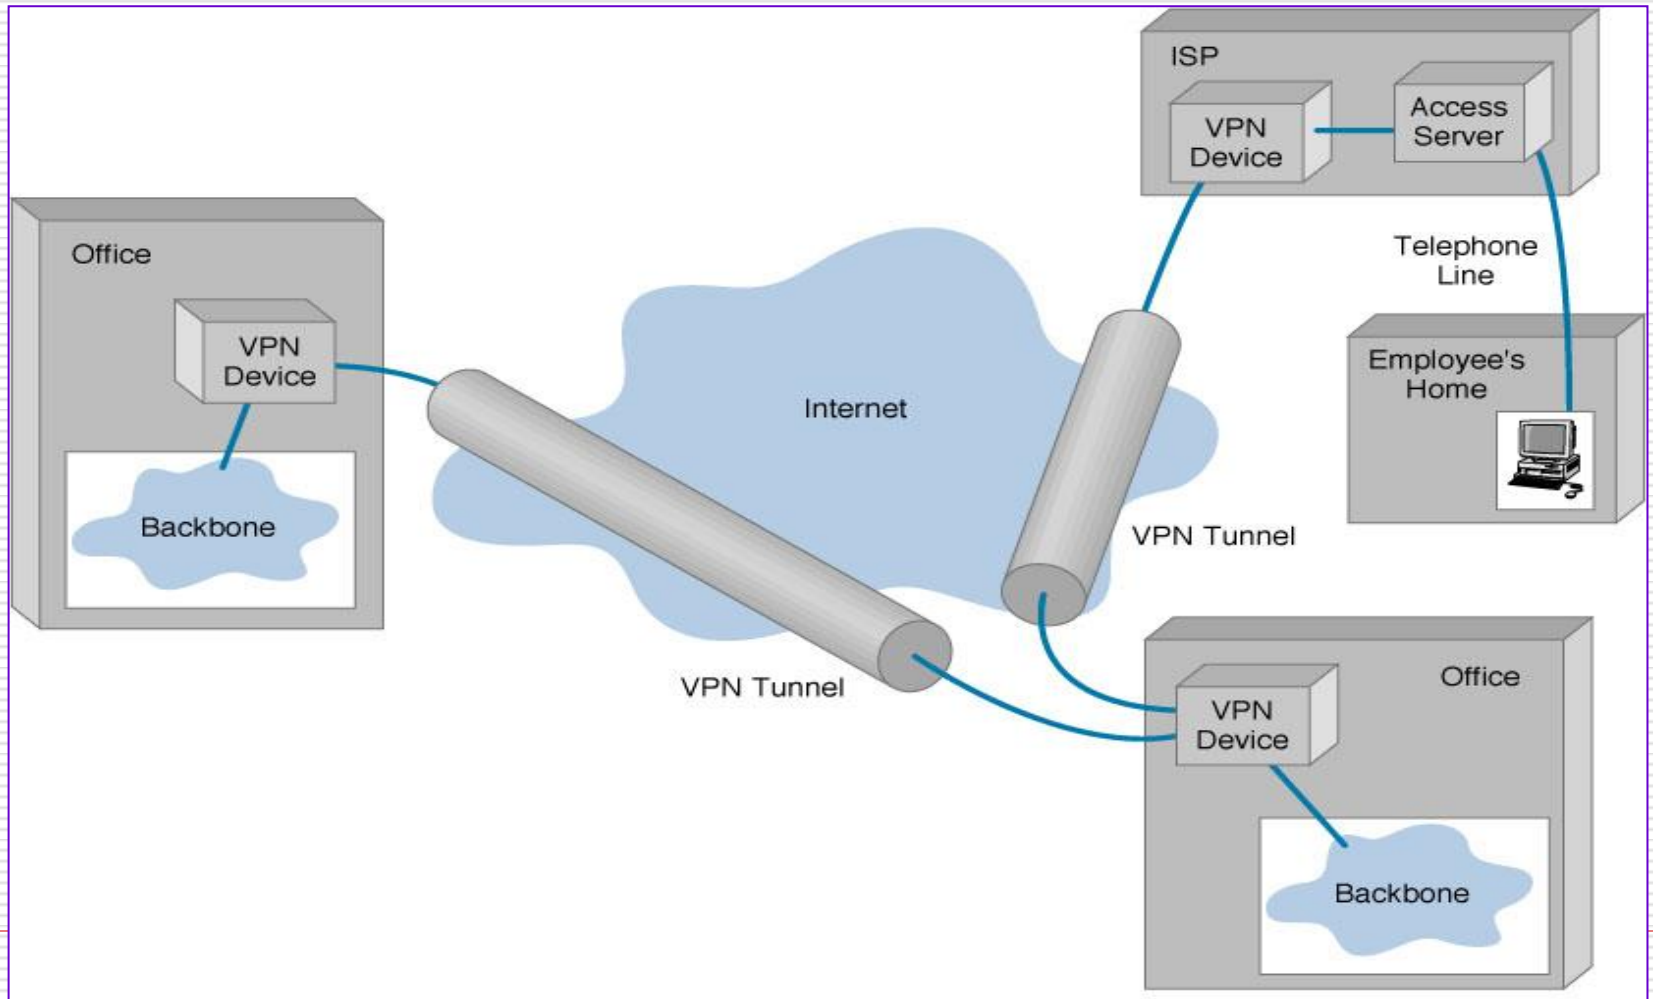 ISP
VPN
Device
Access
Server
Office
VPN
Device
Backbone
Internet
Telephone
Line
Employee's
Home
VPN Tunnel
VPN Tunnel
Office
VPN
Device
Backbone